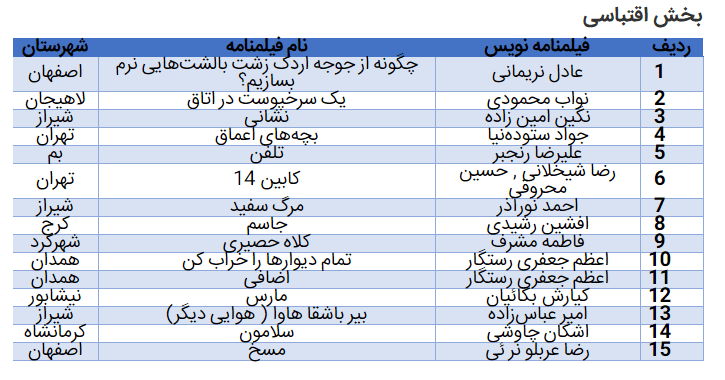 بخش اقتباسی
ردیف فیلمنامه نویس نام فیلمنامه شهرستان
1 عادل نریمانی چگونه از جوجه اردک زشت بالشت‌هایی نرم بسازیم؟ اصفهان
2 نواب محمودی یک سرخپوست در اتاق لاهیجان
3 نگین امین زاده نشانی شیراز
4 جواد ستوده‌نیا بچه‌های اعماق تهران
5 علیرضا رنجبر تلفن بم
6 رضا شیخلانی , حسین محروقی کابین 14 تهران
7 احمد نورآذر مرگ سفید شیراز
8 افشین رشیدی جاسم کرج
9 فاطمه مشرف کلاه حصیری شهرکرد
10 اعظم جعفری رستگار تمام دیوارها را خراب کن همدان
11 اعظم جعفری رستگار اضافی همدان
12 کیارش بگائیان مارس نیشابور
13 امیر عباس‌زاده بیر باشقا هاوا ( هوایی دیگر) شیراز
14 اشکان چاوشی سلامون کرمانشاه
15 رضا عربلو نر ئی مسخ اصفهان